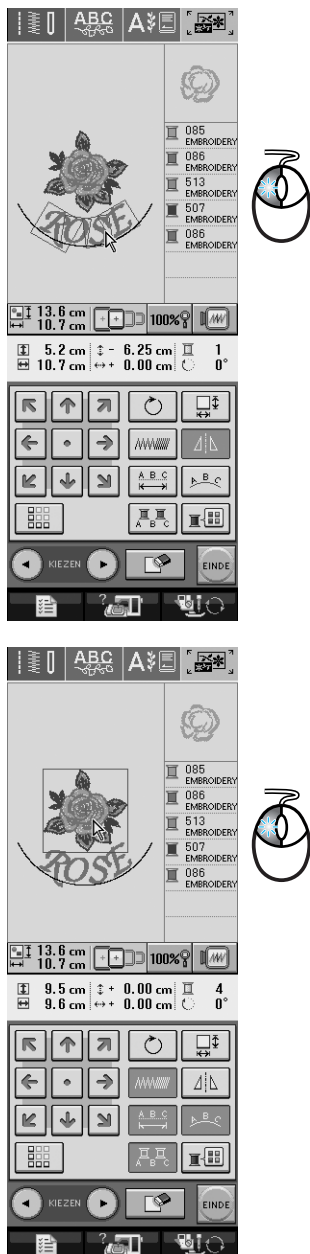 ABC A
085
EMBROIDERY
086
EMBROIDERY
513
EMBROIDERY
507
EMBROIDERY
086
EMBROIDERY
ROSE
13.6 cm
10.7 cm 100%
5.2 cm - 6.25 cm 1
10.7 cm + 0.00 cm 0°
A B C A B C
A B C
KIEZEN EINDE
?
ABC A
085
EMBROIDERY
086
EMBROIDERY
513
EMBROIDERY
507
EMBROIDERY
086
EMBROIDERY
ROSE
13.6 cm
10.7 cm 100%
9.5 cm + 0.00 cm 4
9.6 cm + 0.00 cm 0°
A B C A B C
A B C
KIEZEN EINDE
?